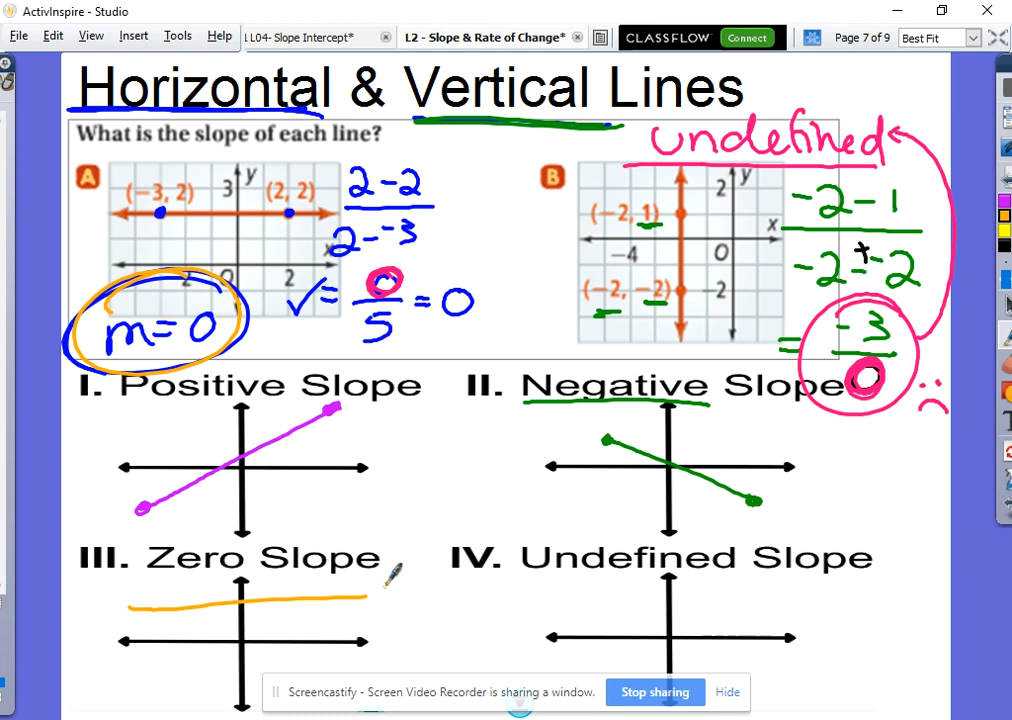 ActivInspire - Studio
File Edit View Insert Tools Help
L04- Slope Intercept*
L2 - Slope & Rate of Change*
CLASSFLOW Connect
Page 7 of 9
Best Fit
Horizontal & Vertical Lines
What is the slope of each line?
undefined
A
(−3, 2)
3
y
(2, 2)
x
2
O
2
2-2
2--3
= 0
5
= 0
m=0
B
2
y
(−2, 1)
x
−4
O
(−2, −2)
−2
-2-1
-2-+-2
= -3
0
I. Positive Slope
II. Negative Slope
III. Zero Slope
IV. Undefined Slope
Screencastify - Screen Video Recorder is sharing a window.
Stop sharing
Hide